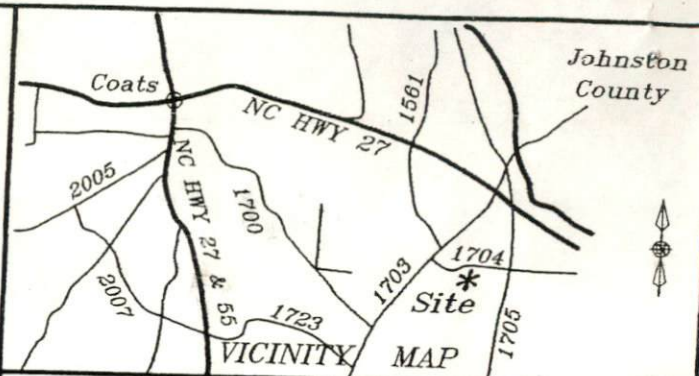 Coats
Johnston
County
NC HWY 27
1561
2005
NC HWY 27 & 55
1700
1704
*
Site
1703
2007
1723
1705
VICINITY MAP